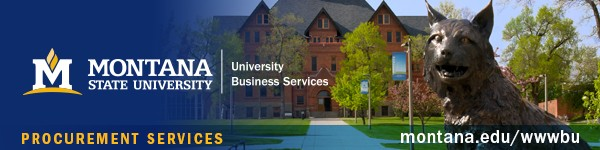 M MONTANA
STATE UNIVERSITY
University
Business Services
PROCUREMENT SERVICES
montana.edu/wwwbu